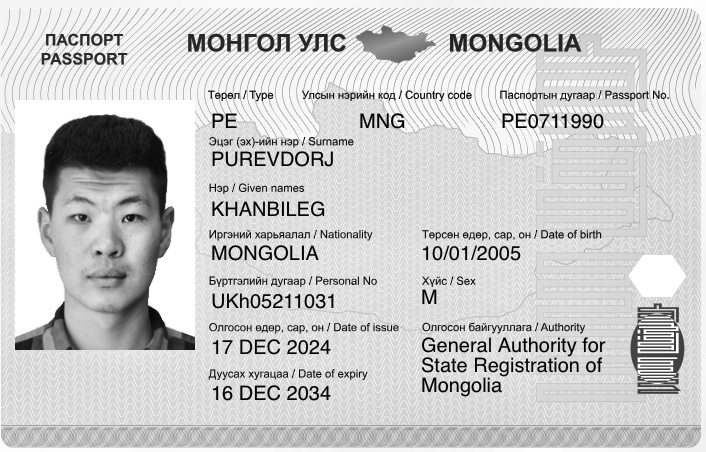 ПАСПОРТ
PASSPORT
МОНГОЛ УЛС MONGOLIA
Төрөл / Type Улсын нэрийн код / Country code Паспортын дугаар / Passport No.
PE MNG PE0711990
Эцэг (эх)-ийн нэр / Surname
PUREVDORJ
Нэр / Given names
KHANBILEG
Иргэний харьяалал / Nationality Төрсөн өдөр, сар, он / Date of birth
MONGOLIA 10/01/2005
Бүртгэлийн дугаар / Personal No Хүйс / Sex
UKh05211031 M
Олгосон өдөр, сар, он / Date of issue Олгосон байгууллага / Authority
17 DEC 2024 General Authority for
State Registration of
Mongolia
Дуусах хугацаа / Date of expiry
16 DEC 2034